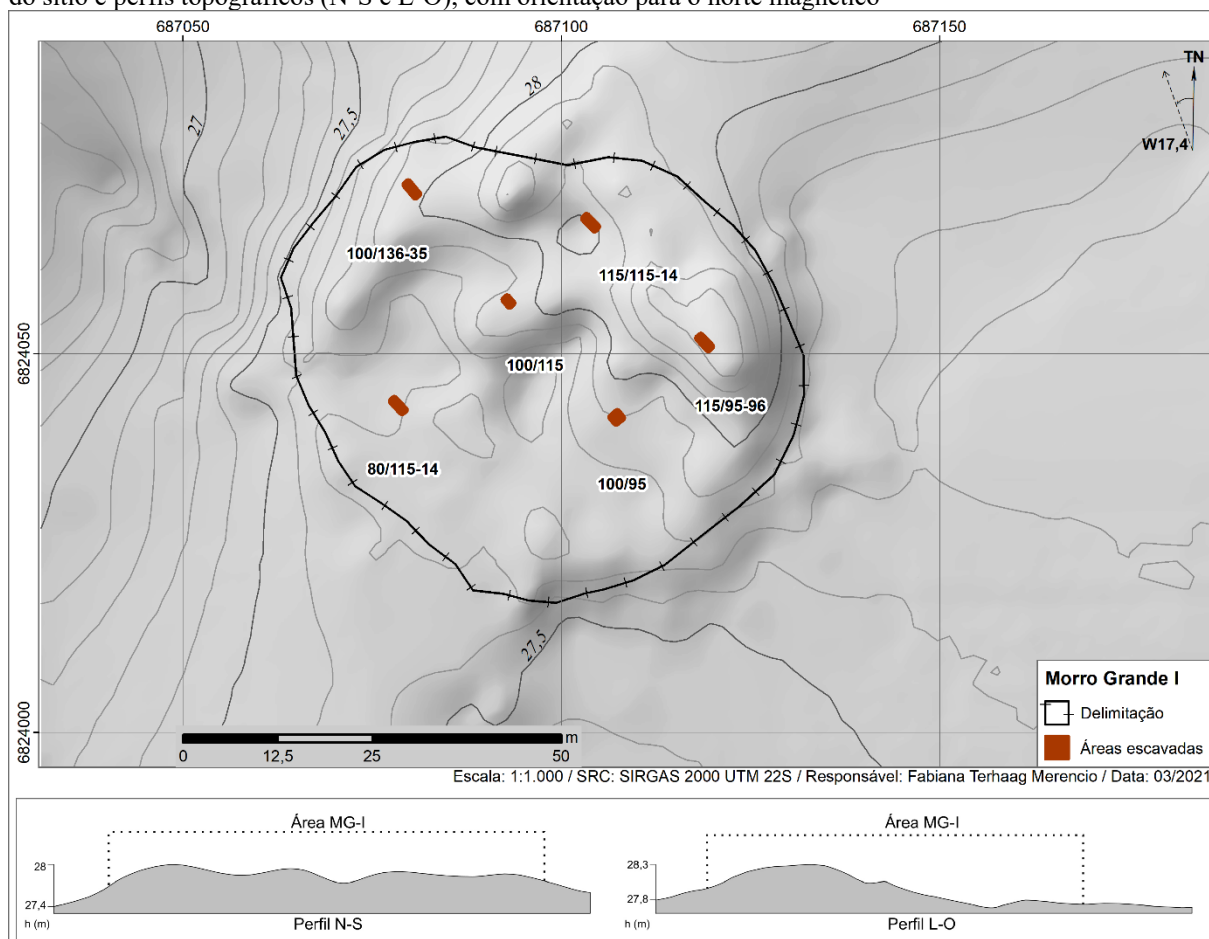 do sítio e perfis topográficos (N-S e L-O), com orientação para o norte magnético
687050
687100
687150
TN
W17,4
27
27,5
28
100/136-35
115/115-14
6824050
100/115
115/95-96
80/115-14
100/95
27,5
6824000
Morro Grande I
Delimitação
Áreas escavadas
m
0
12,5
25
50
Escala: 1:1.000 / SRC: SIRGAS 2000 UTM 22S / Responsável: Fabiana Terhaag Merencio / Data: 03/2021
Área MG-I
28
27,4
h (m)
Perfil N-S
Área MG-I
28,3
27,8
h (m)
Perfil L-O